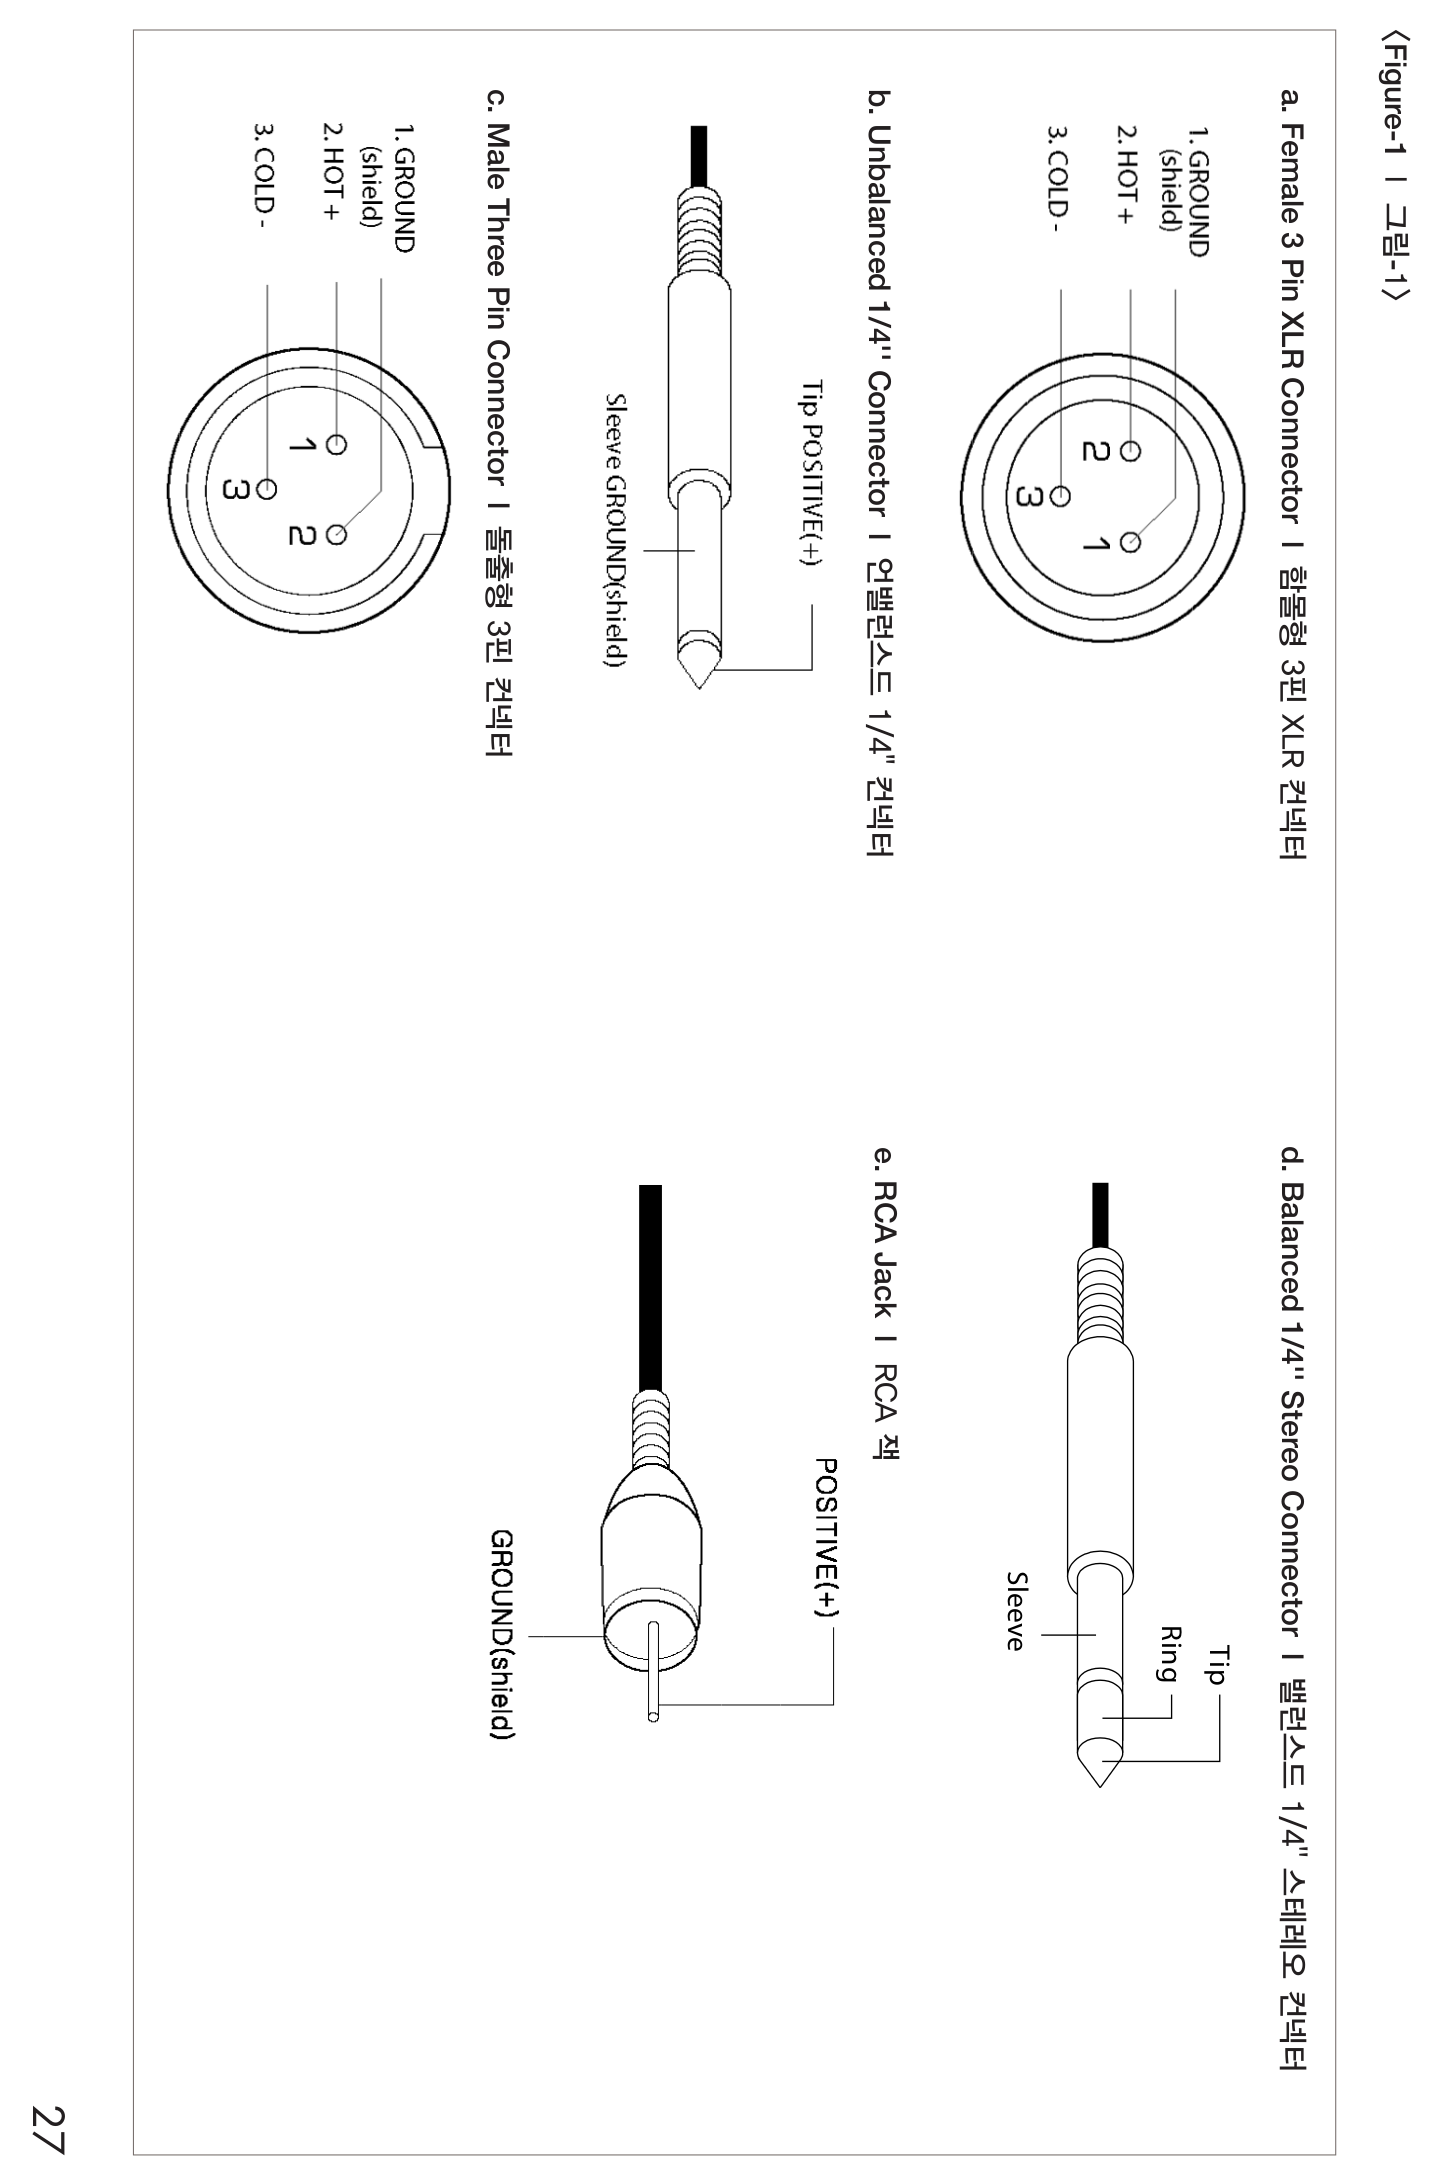 <Figure-1 I 그림-1>
a. Female 3 Pin XLR Connector I 함몰형 3핀 XLR 컨넥터
1. GROUND
(shield)
2. HOT +
3. COLD -
2
1
3
b. Unbalanced 1/4'' Connector I 언밸런스드 1/4" 컨넥터
Tip POSITIVE(+)
Sleeve GROUND(shield)
c. Male Three Pin Connector I 돌출형 3핀 컨넥터
1. GROUND
(shield)
2. HOT +
3. COLD -
1
2
3
d. Balanced 1/4'' Stereo Connector I 밸런스드 1/4" 스테레오 컨넥터
Tip
Ring
Sleeve
e. RCA Jack I RCA 잭
POSITIVE(+)
GROUND(shield)
27